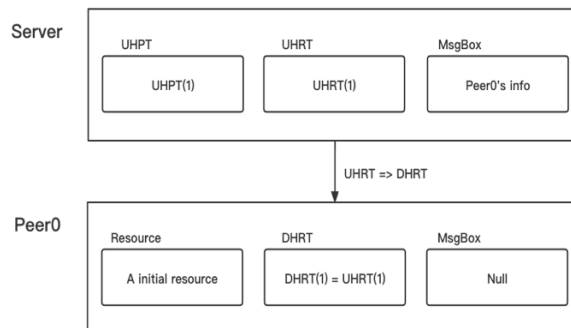 Server
UHPT
UHRT
MsgBox
UHPT(1)
UHRT(1)
Peer0's info
UHRT => DHRT
Peer0
Resource
DHRT
MsgBox
A initial resource
DHRT(1) = UHRT(1)
Null